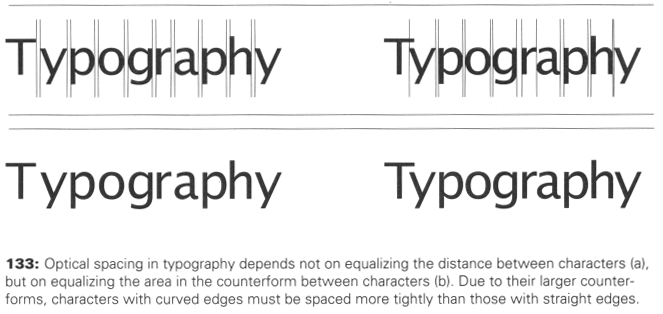 Typography Typography
Typography Typography
133: Optical spacing in typography depends not on equalizing the distance between characters (a),
but on equalizing the area in the counterform between characters (b). Due to their larger counter-
forms, characters with curved edges must be spaced more tightly than those with straight edges.